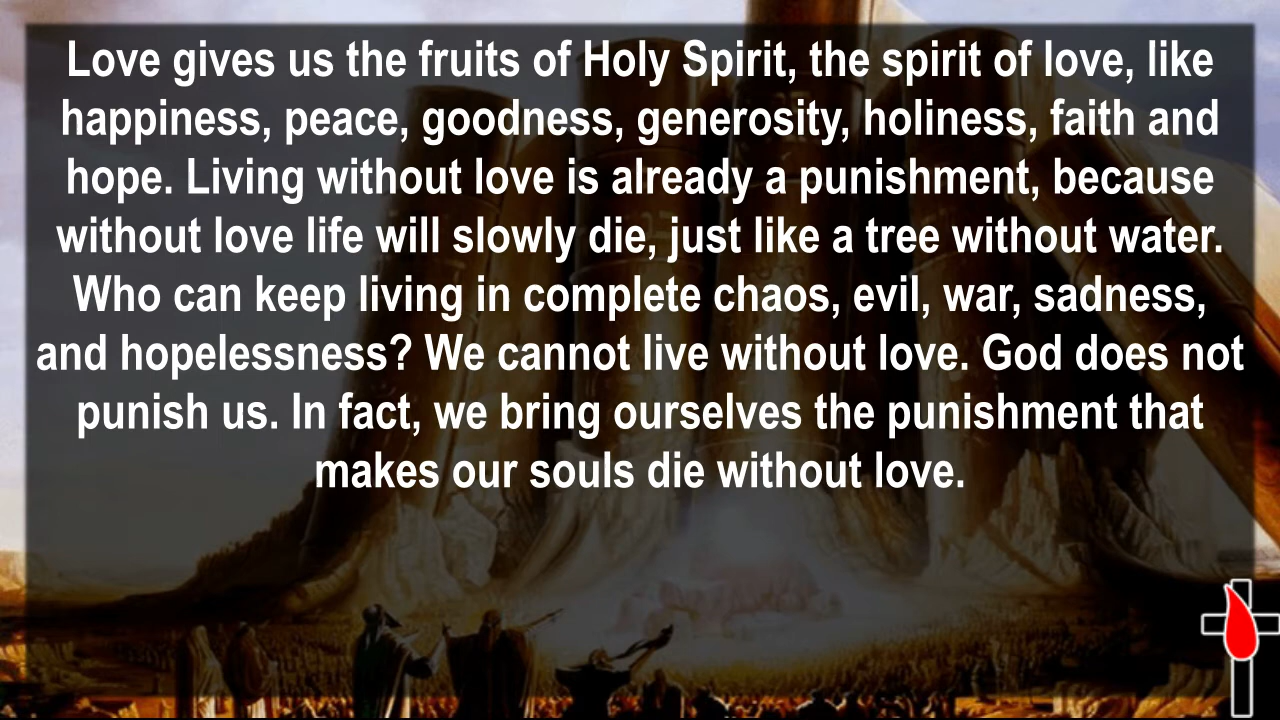 Love gives us the fruits of Holy Spirit, the spirit of love, like
happiness, peace, goodness, generosity, holiness, faith and
hope. Living without love is already a punishment, because
without love life will slowly die, just like a tree without water.
Who can keep living in complete chaos, evil, war, sadness,
and hopelessness? We cannot live without love. God does not
punish us. In fact, we bring ourselves the punishment that
makes our souls die without love.